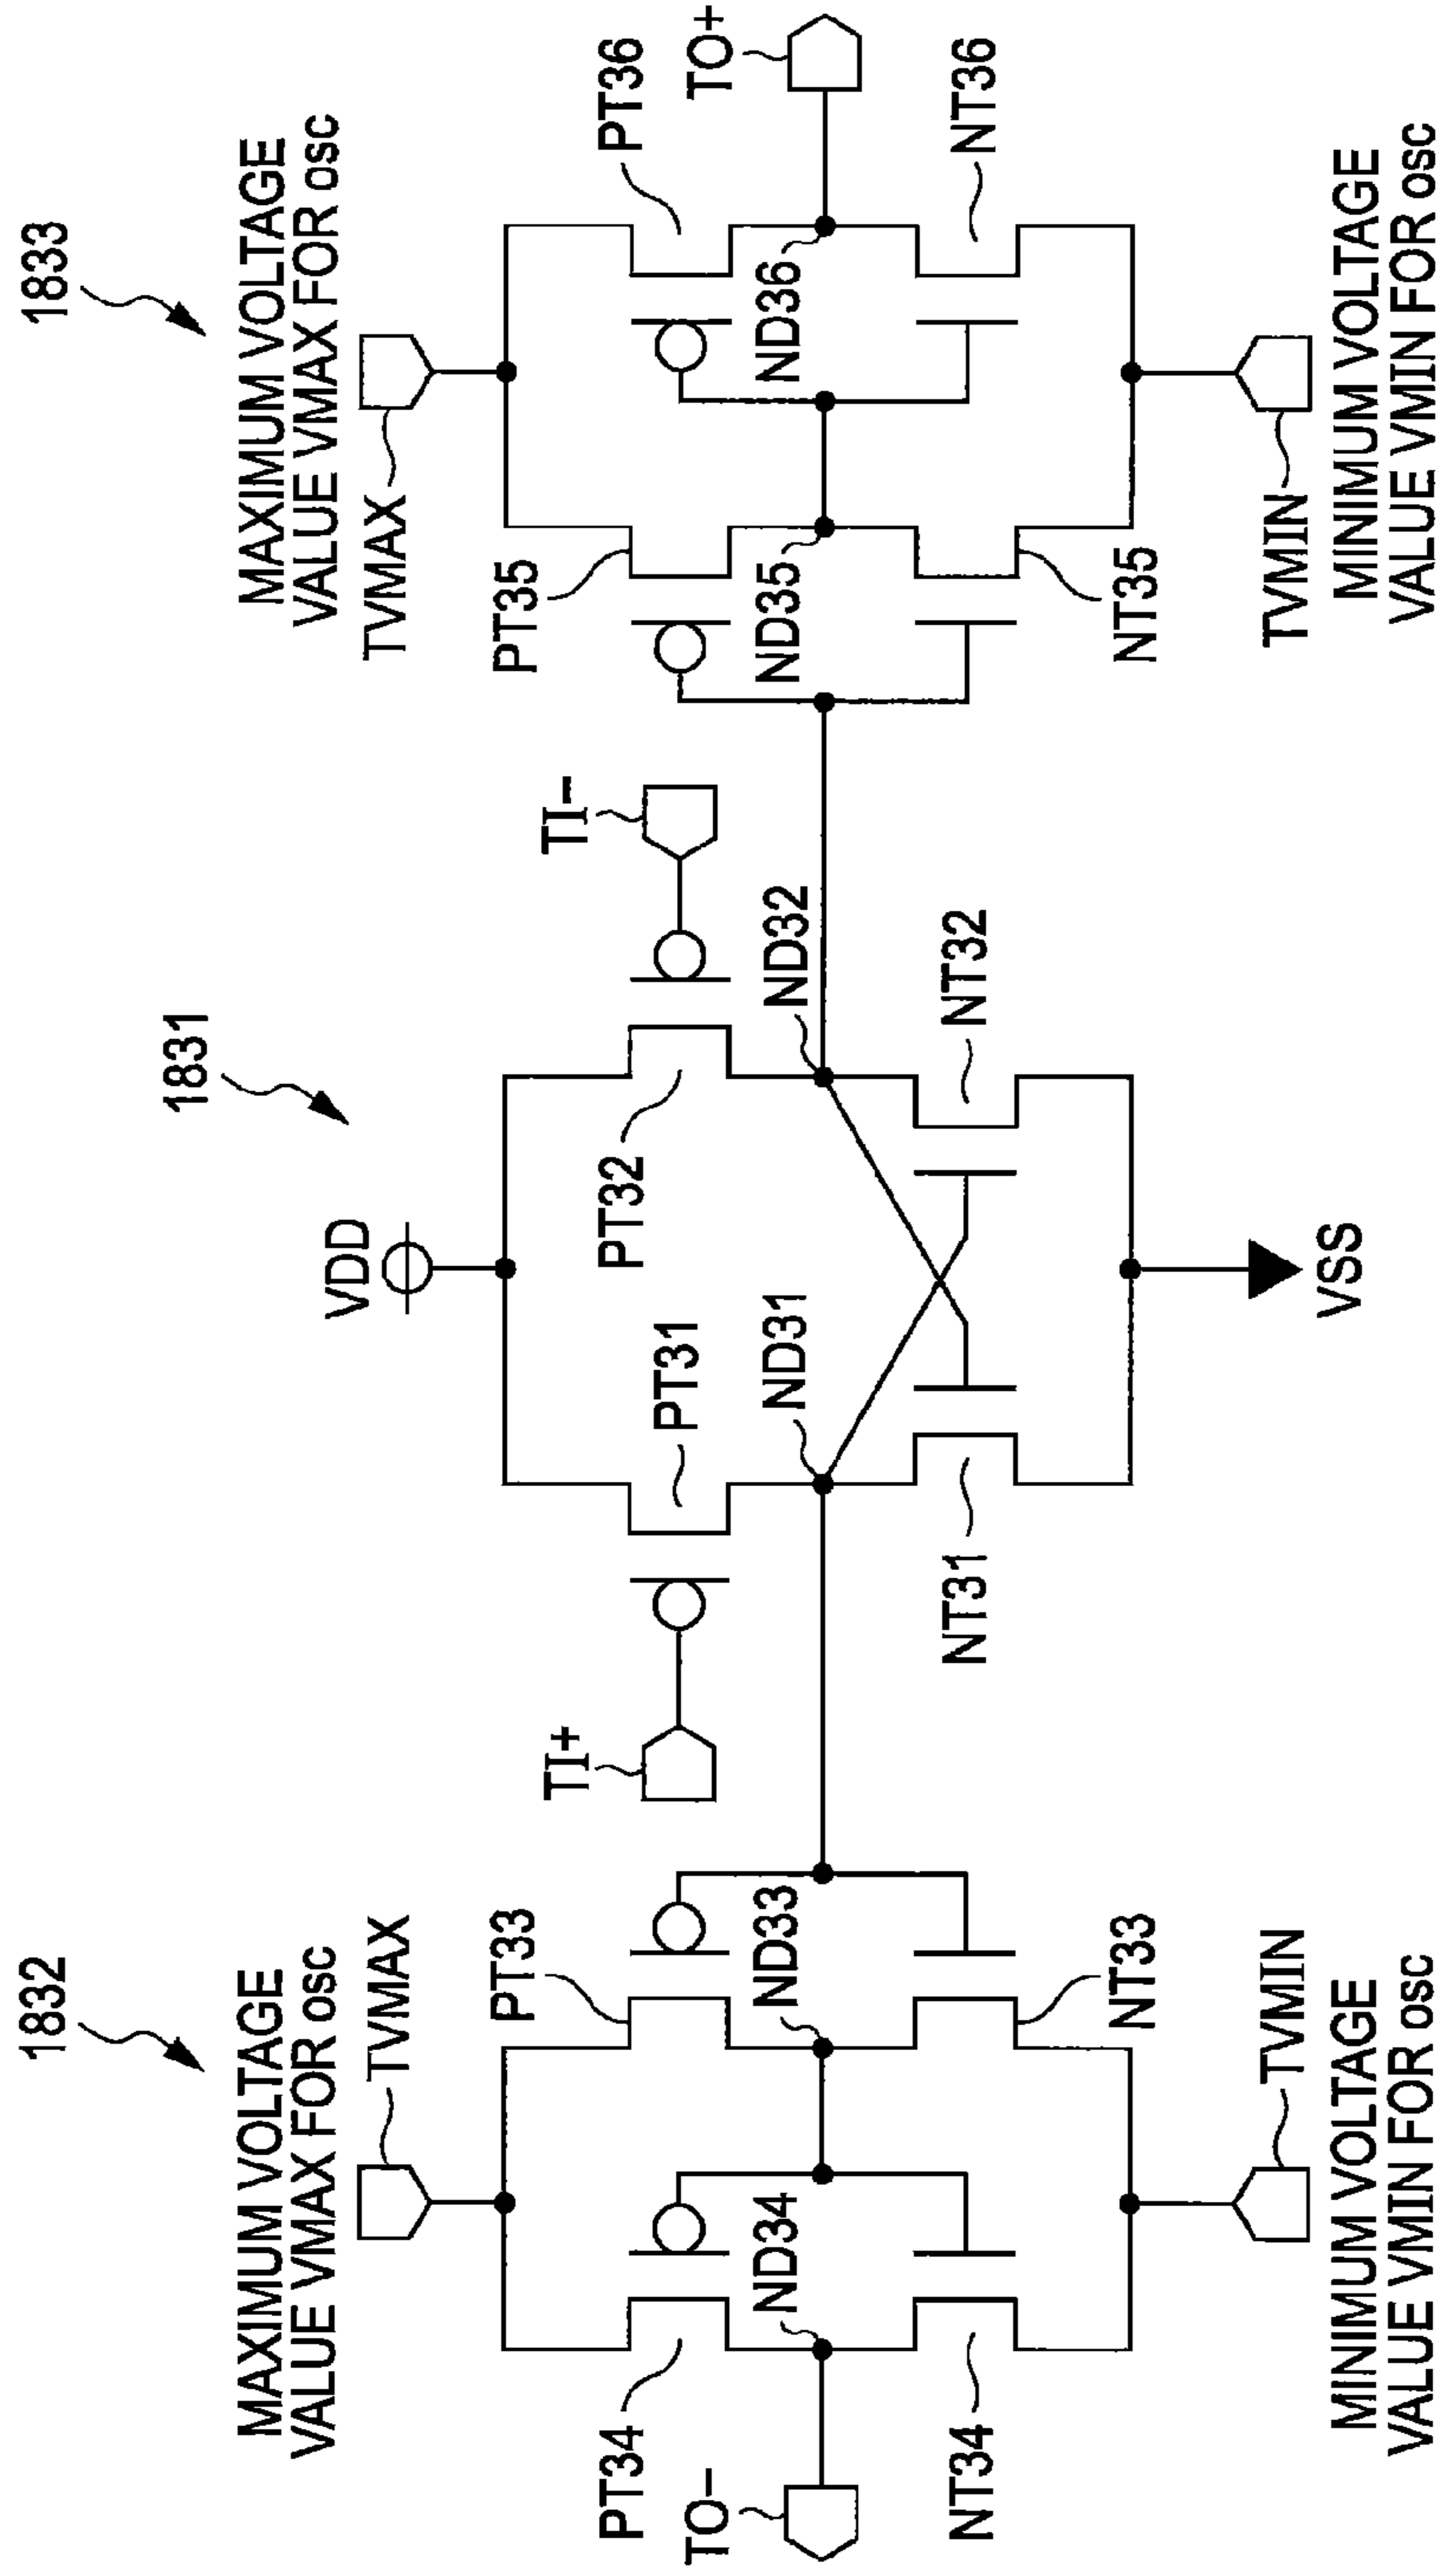 1832
MAXIMUM VOLTAGE
VALUE VMAX FOR osc
TVMAX
PT33
PT34
ND33
ND34
TO−
NT33
NT34
TVMIN
MINIMUM VOLTAGE
VALUE VMIN FOR osc
1831
VDD
TI+
TI−
PT31
PT32
ND31
ND32
NT31
NT32
VSS
1833
MAXIMUM VOLTAGE
VALUE VMAX FOR osc
TVMAX
PT35
PT36
ND35
ND36
TO+
NT35
NT36
TVMIN
MINIMUM VOLTAGE
VALUE VMIN FOR osc